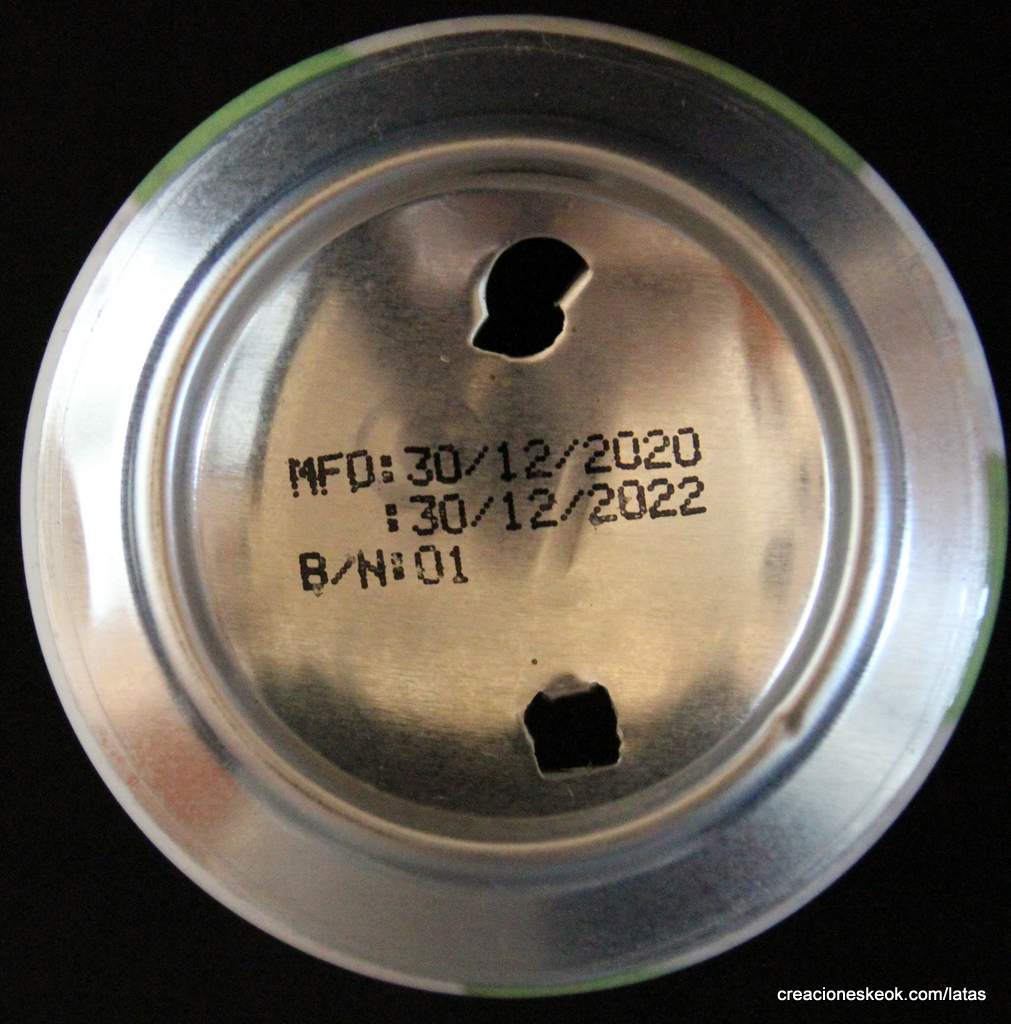 MFD:30/12/2020
:30/12/2022
B/N:01
creacioneskeok.com/latas